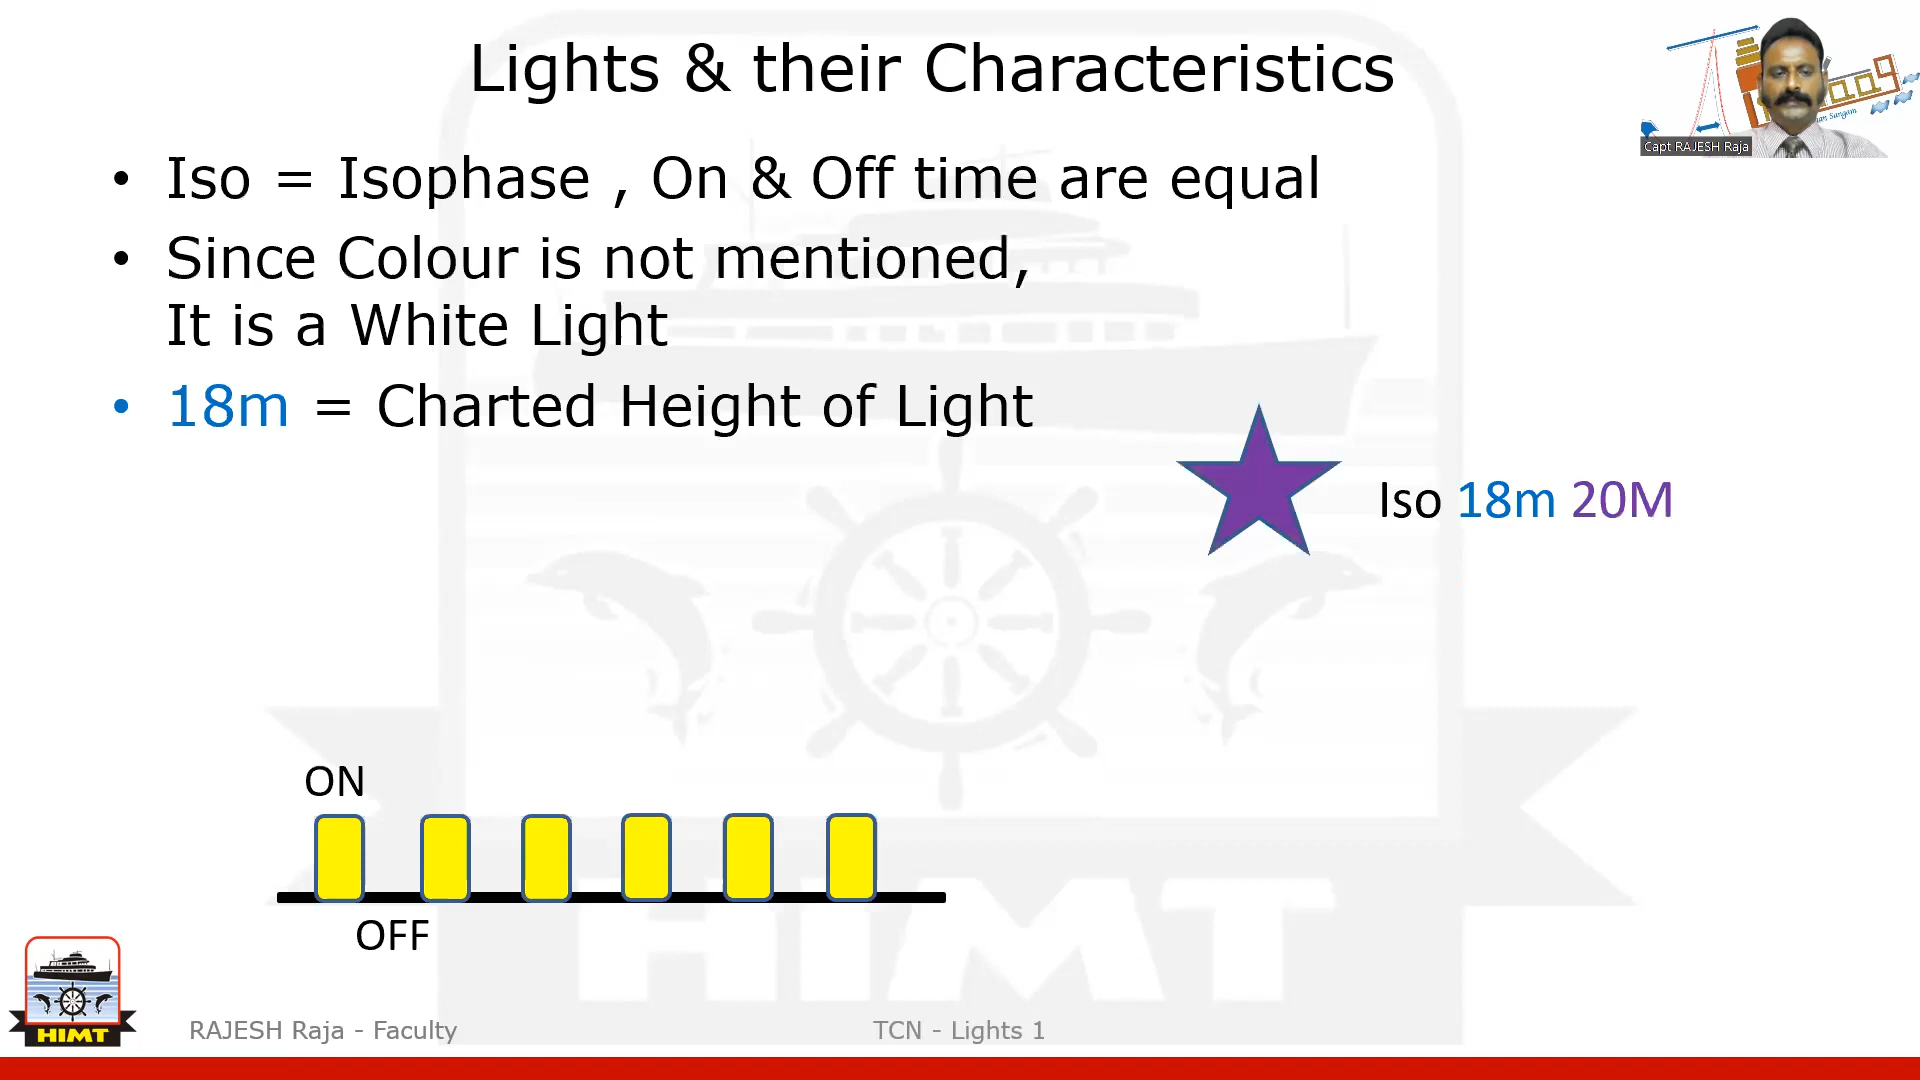 Lights & their Characteristics
Capt RAJESH Raja
• Iso = Isophase , On & Off time are equal
• Since Colour is not mentioned,
It is a White Light
• 18m = Charted Height of Light
Iso 18m 20M
ON
OFF
HIMT
HIMT
RAJESH Raja - Faculty
TCN - Lights 1